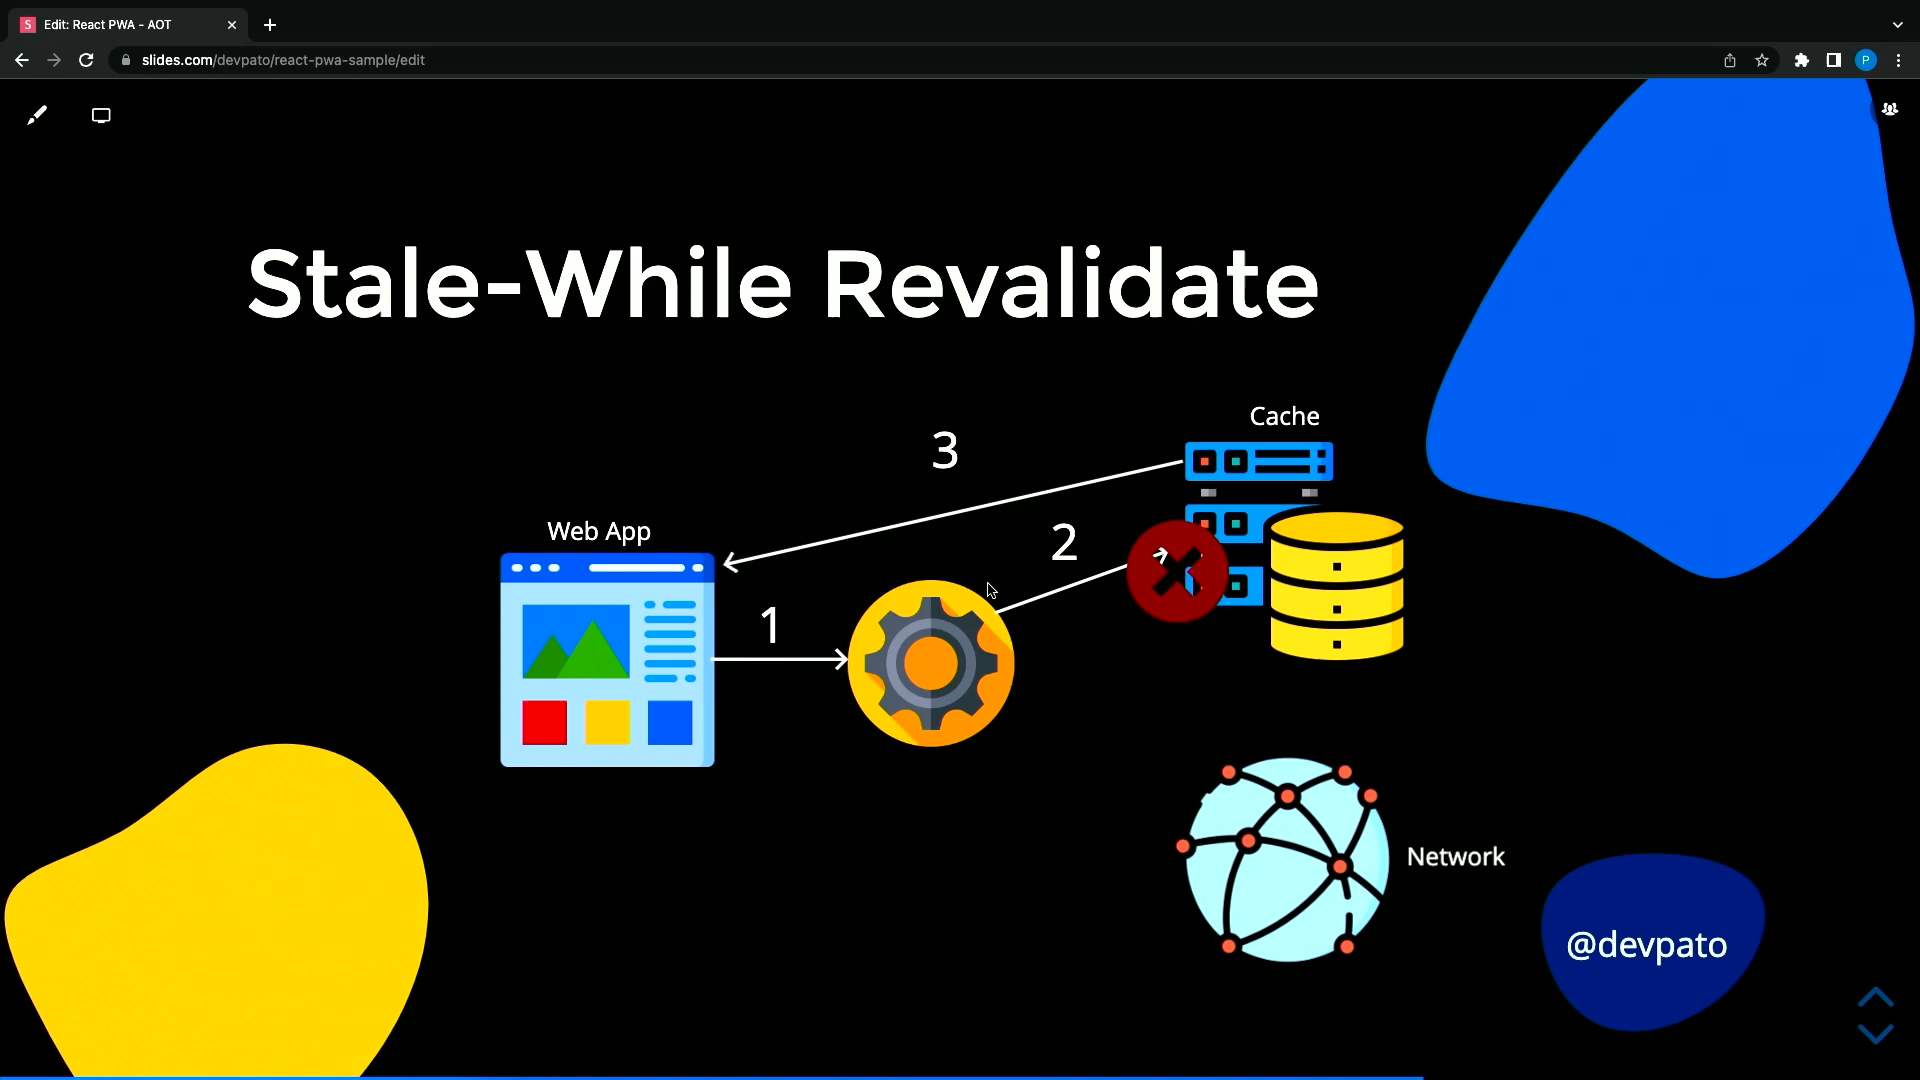 Edit: React PWA - AOT
slides.com/devpato/react-pwa-sample/edit
P
Stale-While Revalidate
Cache
3
2
Web App
1
Network
@devpato